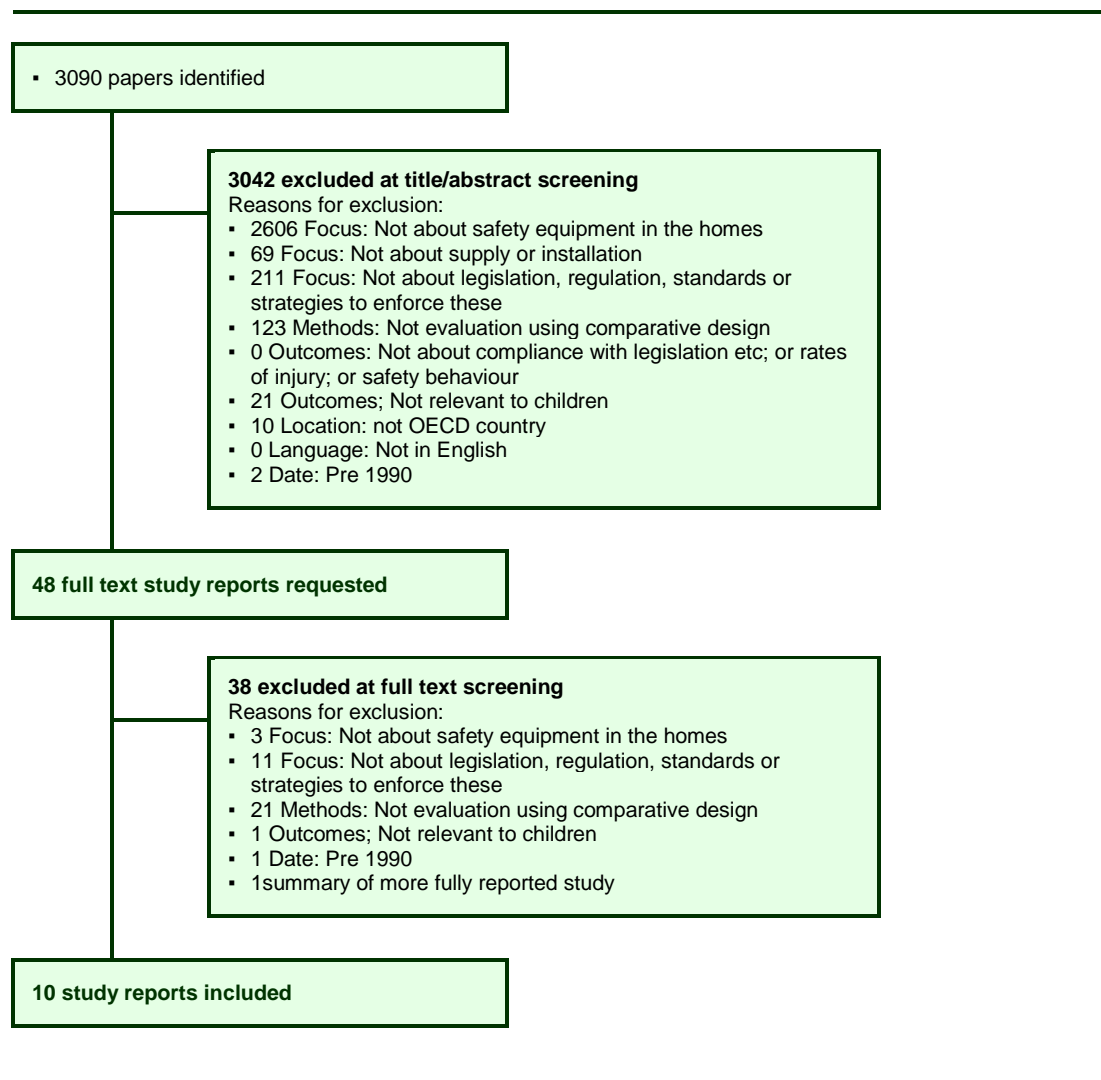 ▪ 3090 papers identified
3042 excluded at title/abstract screening
Reasons for exclusion:
▪ 2606 Focus: Not about safety equipment in the homes
▪ 69 Focus: Not about supply or installation
▪ 211 Focus: Not about legislation, regulation, standards or
strategies to enforce these
▪ 123 Methods: Not evaluation using comparative design
▪ 0 Outcomes: Not about compliance with legislation etc; or rates
of injury; or safety behaviour
▪ 21 Outcomes; Not relevant to children
▪ 10 Location: not OECD country
▪ 0 Language: Not in English
▪ 2 Date: Pre 1990
48 full text study reports requested
38 excluded at full text screening
Reasons for exclusion:
▪ 3 Focus: Not about safety equipment in the homes
▪ 11 Focus: Not about legislation, regulation, standards or
strategies to enforce these
▪ 21 Methods: Not evaluation using comparative design
▪ 1 Outcomes; Not relevant to children
▪ 1 Date: Pre 1990
▪ 1summary of more fully reported study
10 study reports included